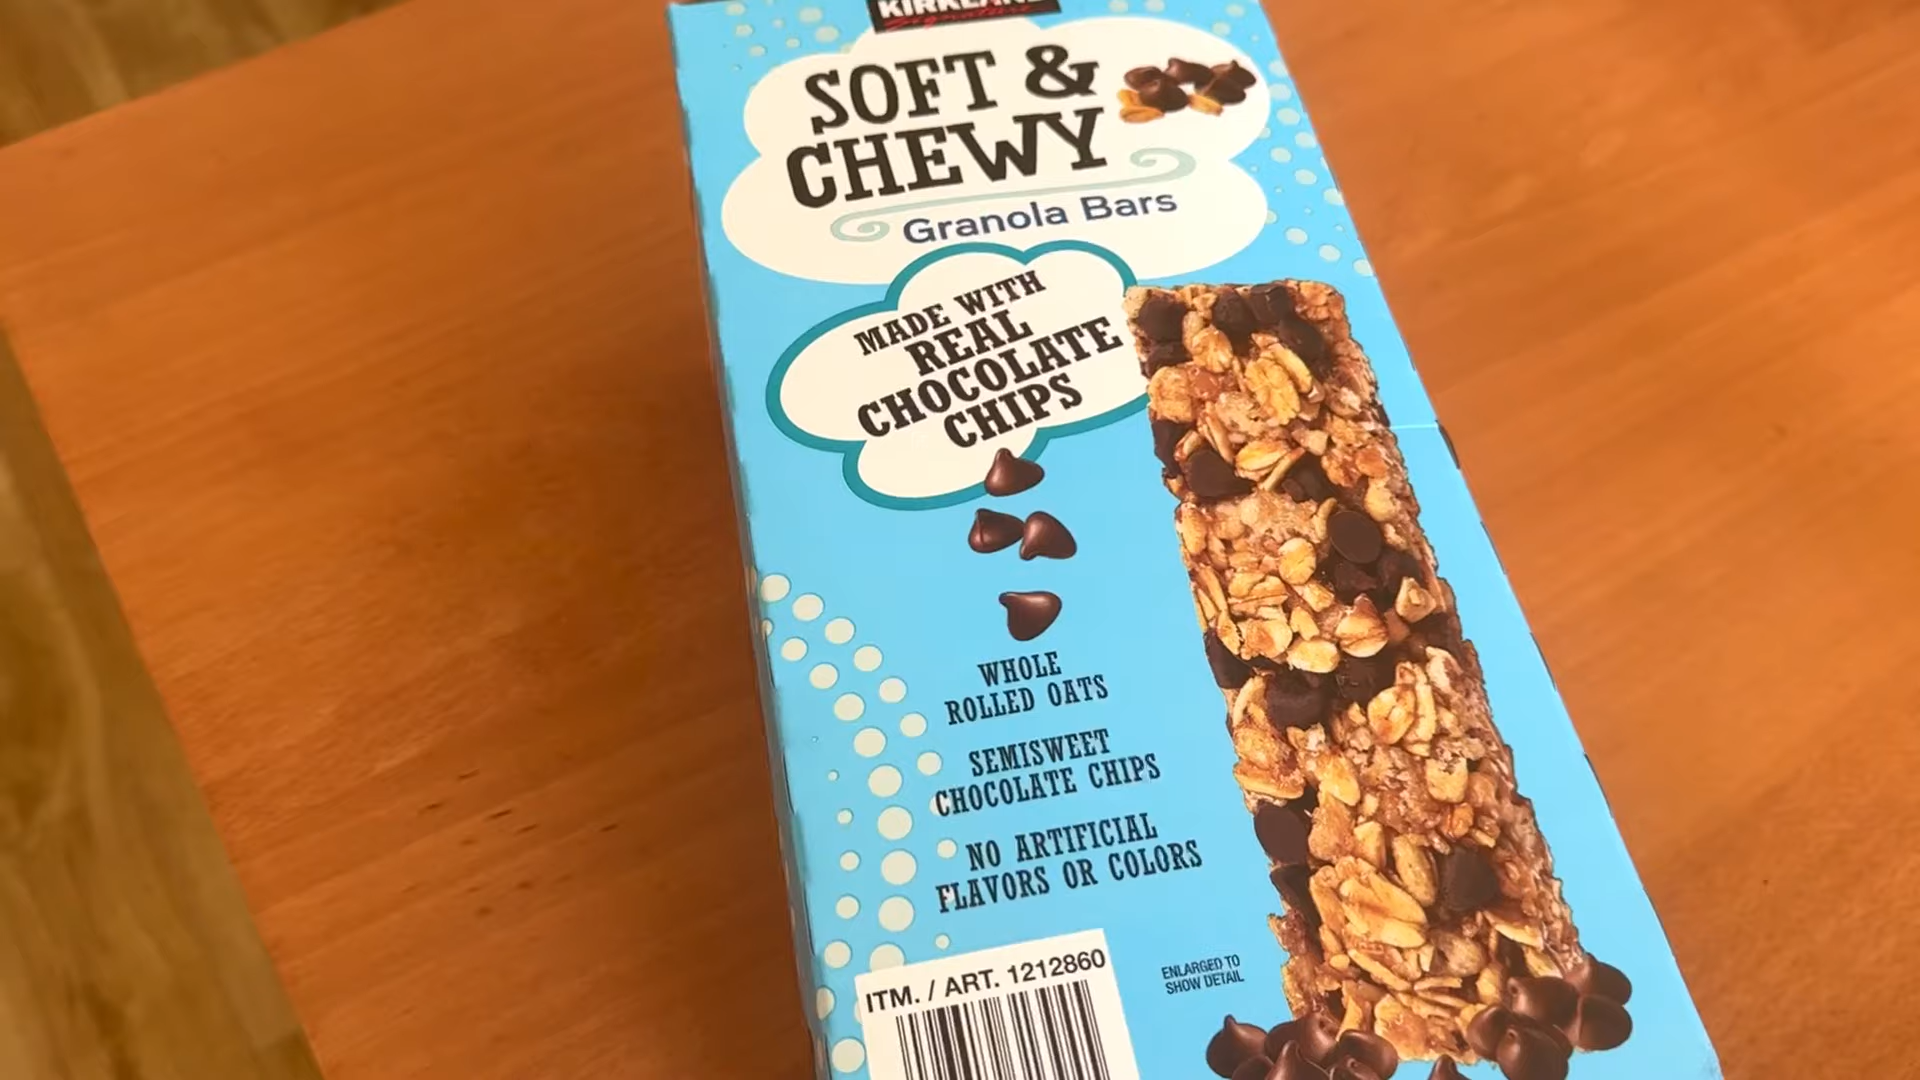 KIRKLAND
Signature
SOFT &
CHEWY
Granola Bars
MADE WITH
REAL
CHOCOLATE
CHIPS
WHOLE
ROLLED OATS
SEMISWEET
CHOCOLATE CHIPS
NO ARTIFICIAL
FLAVORS OR COLORS
ITM. / ART. 1212860
ENLARGED TO
SHOW DETAIL